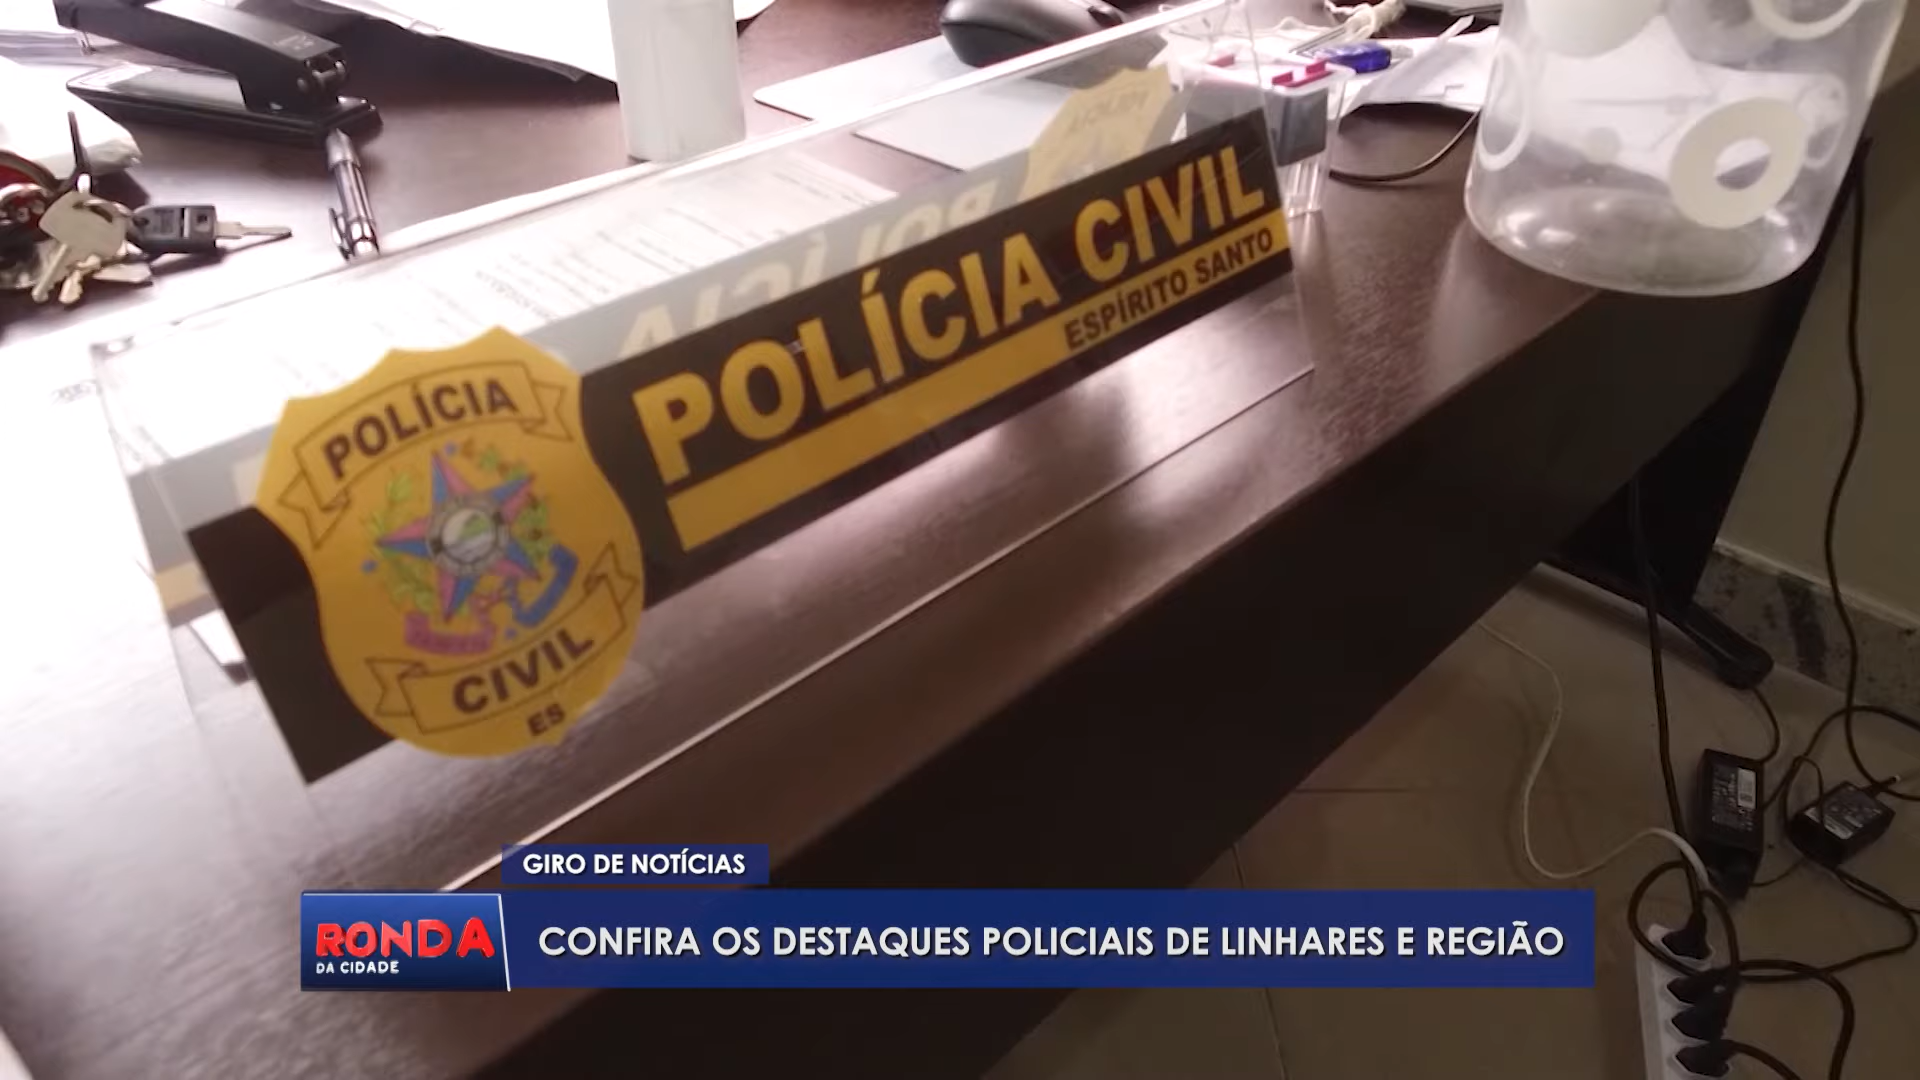 POLÍCIA CIVIL
ESPÍRITO SANTO
POLÍCIA
CIVIL
ES
GIRO DE NOTÍCIAS
RONDA
DA CIDADE
CONFIRA OS DESTAQUES POLICIAIS DE LINHARES E REGIÃO